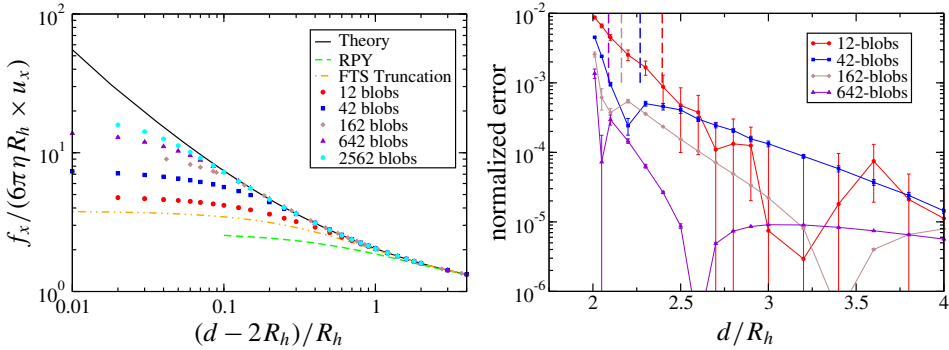 f_x/(6πηR_h × u_x)
10^2
10^1
10^0
0.01
0.1
1
(d − 2R_h)/R_h
Theory
RPY
FTS Truncation
12 blobs
42 blobs
162 blobs
642 blobs
2562 blobs
normalized error
10^-2
10^-3
10^-4
10^-5
10^-6
2
2.5
3
3.5
4
d/R_h
12-blobs
42-blobs
162-blobs
642-blobs